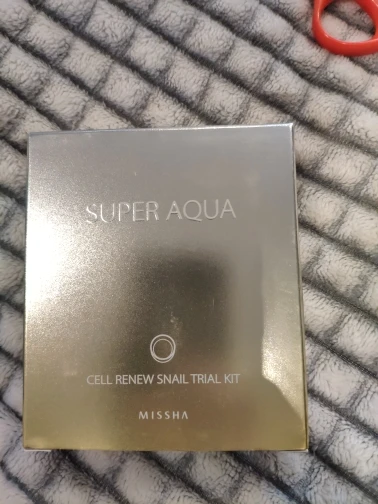 SUPER AQUA
CELL RENEW SNAIL TRIAL KIT
MISSHA